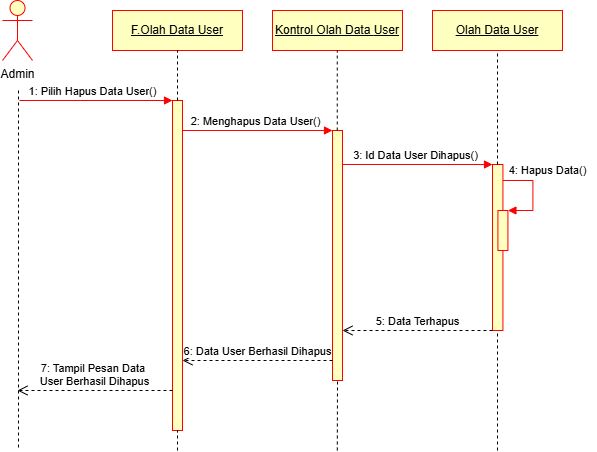 F.Olah Data User
Kontrol Olah Data User
Olah Data User
Admin
1: Pilih Hapus Data User()
2: Menghapus Data User()
3: Id Data User Dihapus()
4: Hapus Data()
5: Data Terhapus
6: Data User Berhasil Dihapus
7: Tampil Pesan Data
User Berhasil Dihapus